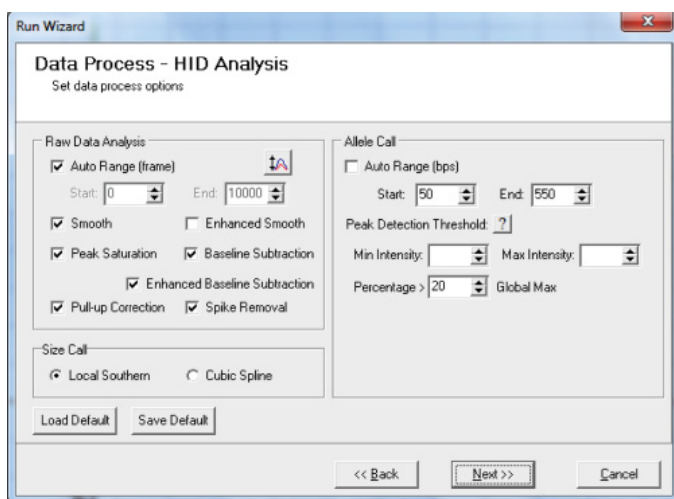 Run Wizard
x
Data Process - HID Analysis
Set data process options
Raw Data Analysis
Auto Range (frame)
Start: 0 End: 10000
Smooth Enhanced Smooth
Peak Saturation Baseline Subtraction
Enhanced Baseline Subtraction
Pull-up Correction Spike Removal
Size Call
Local Southern Cubic Spline
Load Default Save Default
Allele Call
Auto Range (bps)
Start: 50 End: 550
Peak Detection Threshold: ?
Min Intensity: Max Intensity:
Percentage > 20 Global Max
<< Back Next >> Cancel